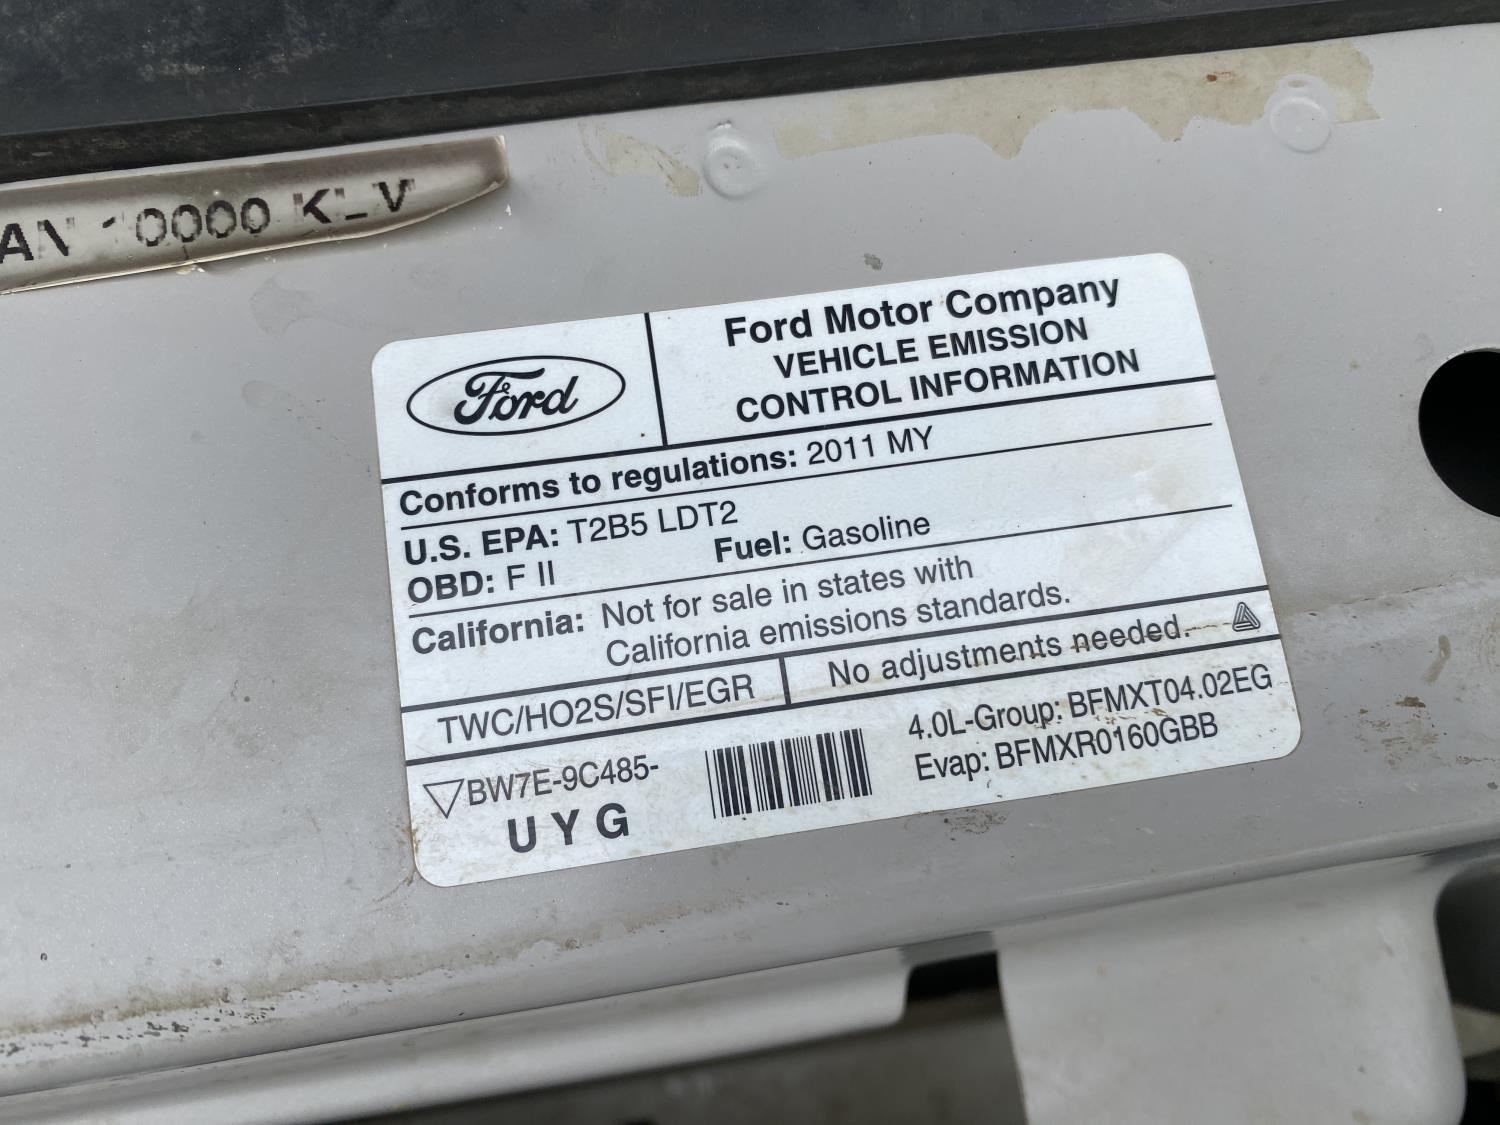 10000 KLV
Ford
Ford Motor Company
VEHICLE EMISSION
CONTROL INFORMATION
Conforms to regulations: 2011 MY
U.S. EPA: T2B5 LDT2
OBD: F II Fuel: Gasoline
California: Not for sale in states with
California emissions standards.
TWC/HO2S/SFI/EGR No adjustments needed.
BW7E-9C485-
U Y G
4.0L-Group: BFMXT04.02EG
Evap: BFMXR0160GBB